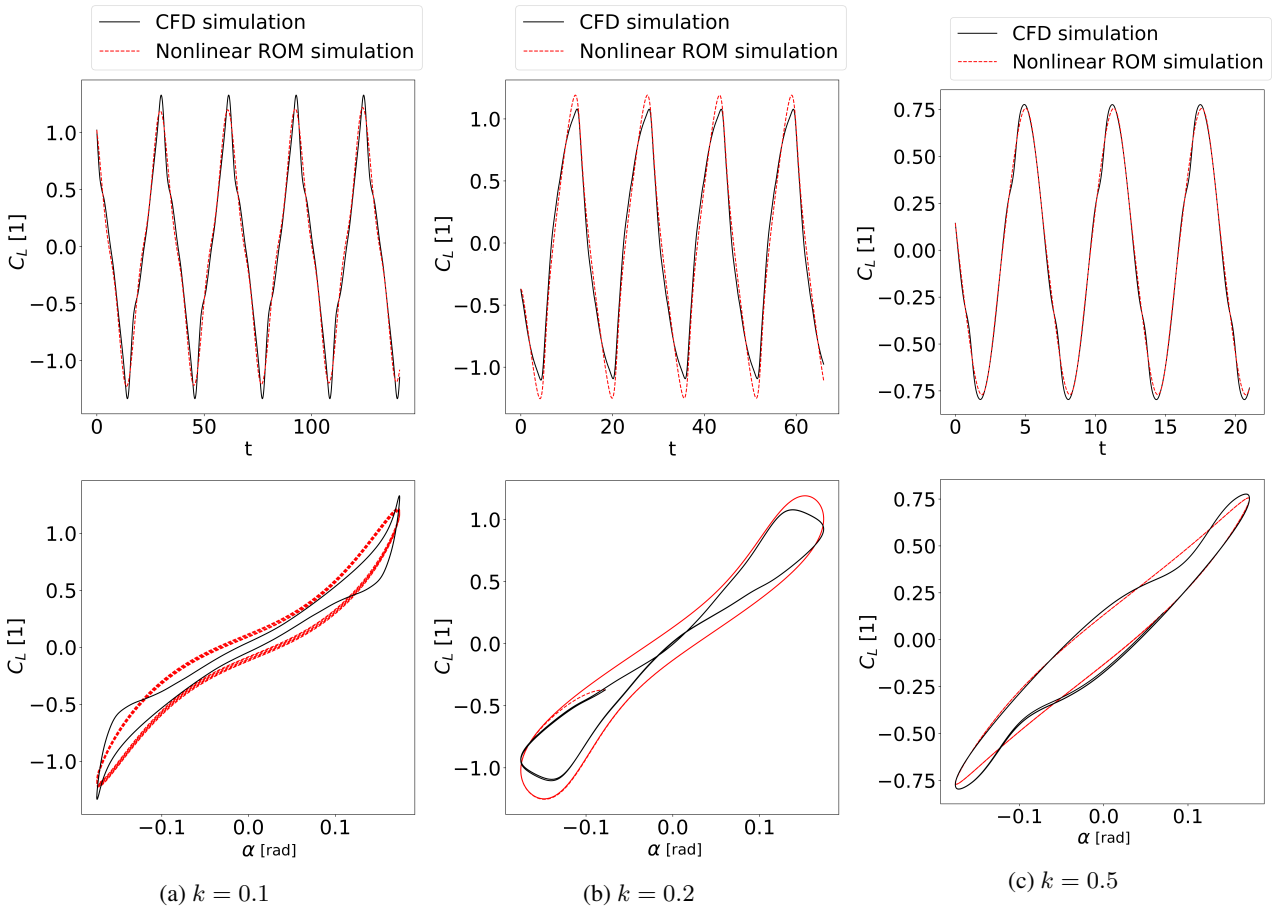 CFD simulation
Nonlinear ROM simulation
CFD simulation
Nonlinear ROM simulation
CFD simulation
Nonlinear ROM simulation
1.0
0.5
0.0
−0.5
−1.0
C_L [1]
0 50 100
t
1.0
0.5
0.0
−0.5
−1.0
C_L [1]
0 20 40 60
t
0.75
0.50
0.25
0.00
−0.25
−0.50
−0.75
C_L [1]
0 5 10 15 20
t
1.0
0.5
0.0
−0.5
−1.0
C_L [1]
−0.1 0.0 0.1
α [rad]
1.0
0.5
0.0
−0.5
−1.0
C_L [1]
−0.1 0.0 0.1
α [rad]
0.75
0.50
0.25
0.00
−0.25
−0.50
−0.75
C_L [1]
−0.1 0.0 0.1
α [rad]
(a) k = 0.1
(b) k = 0.2
(c) k = 0.5